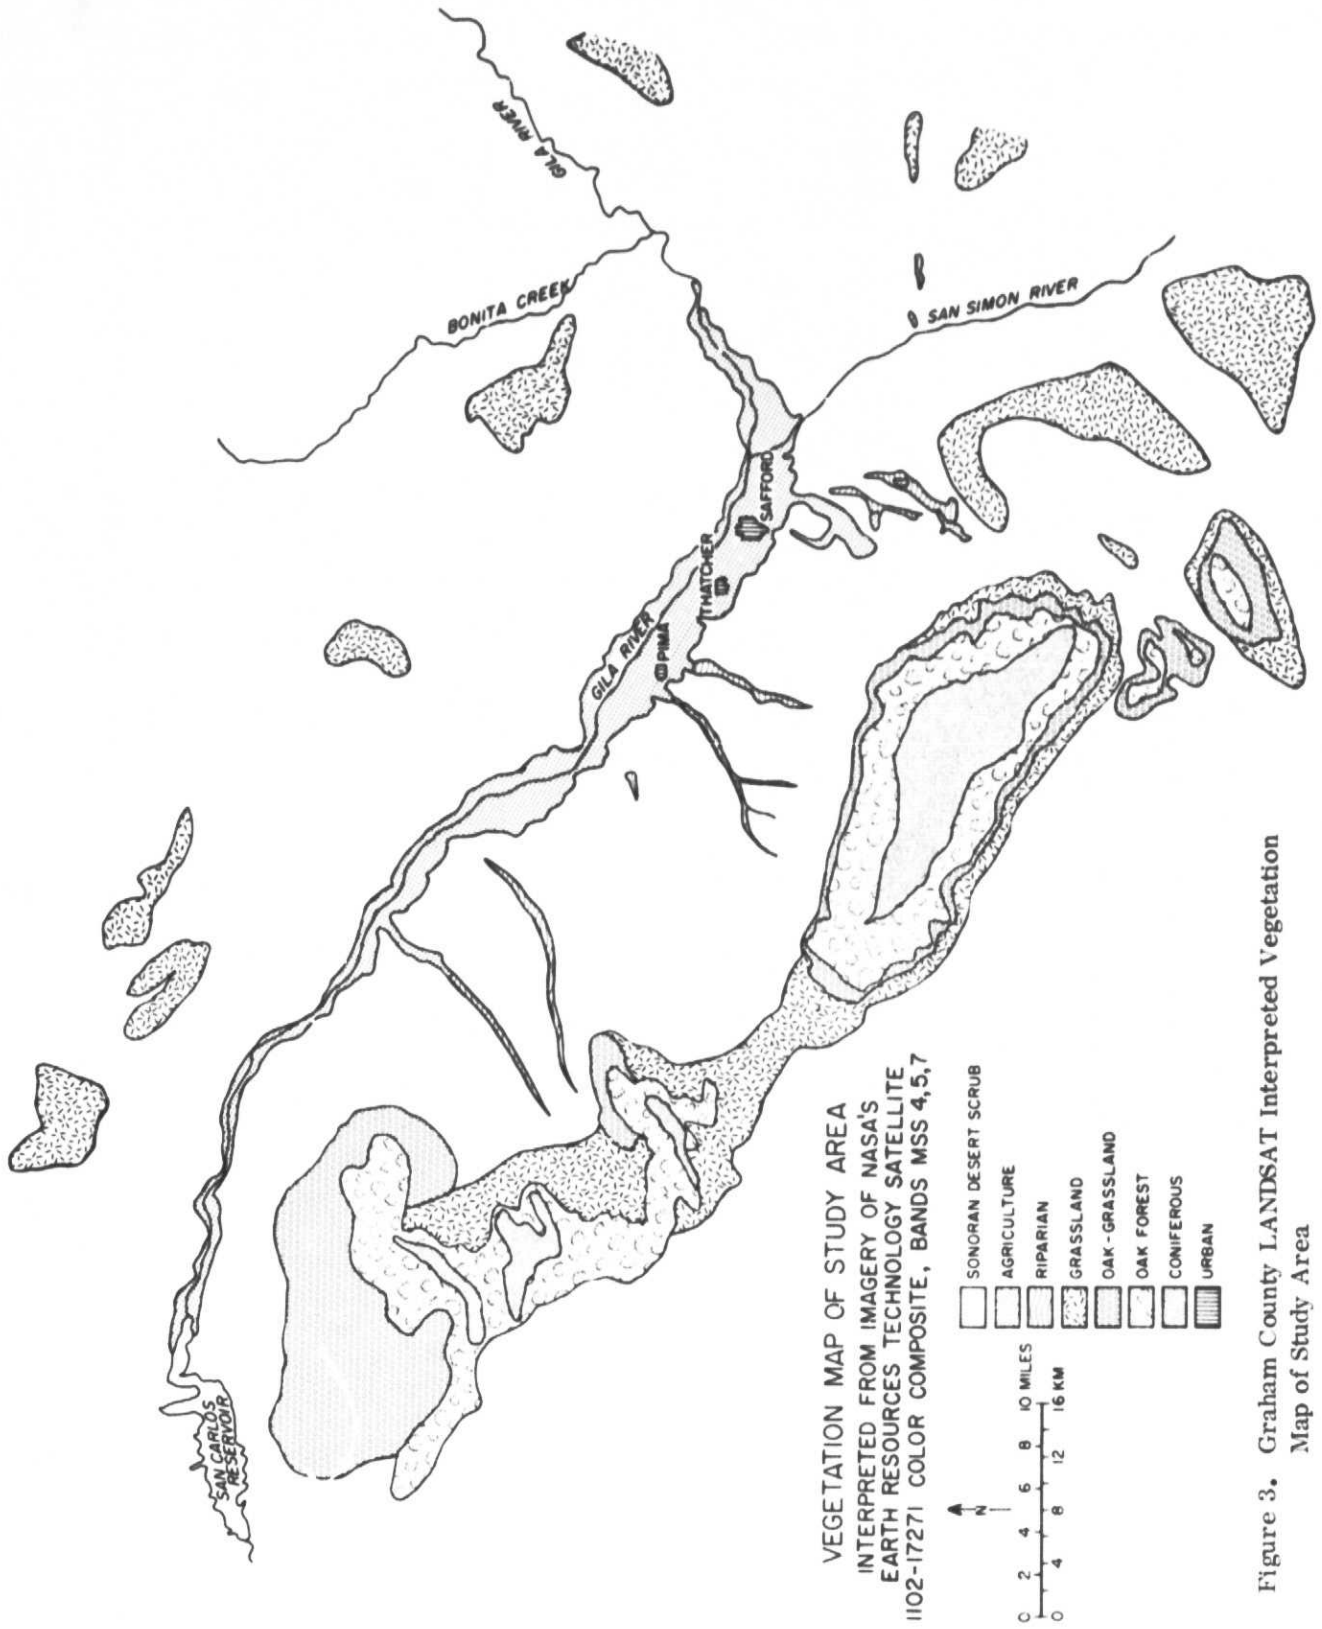 GILA RIVER
BONITA CREEK
SAN SIMON RIVER
SAFFORD
THATCHER
GILA RIVER
PIMA
SAN CARLOS
RESERVOIR
VEGETATION MAP OF STUDY AREA
INTERPRETED FROM IMAGERY OF NASA'S
EARTH RESOURCES TECHNOLOGY SATELLITE
1102-17271 COLOR COMPOSITE, BANDS MSS 4,5,7
N
0 2 4 6 8 10 MILES
0 4 8 12 16 KM
SONORAN DESERT SCRUB
AGRICULTURE
RIPARIAN
GRASSLAND
OAK-GRASSLAND
OAK FOREST
CONIFEROUS
URBAN
Figure 3. Graham County LANDSAT Interpreted Vegetation
Map of Study Area